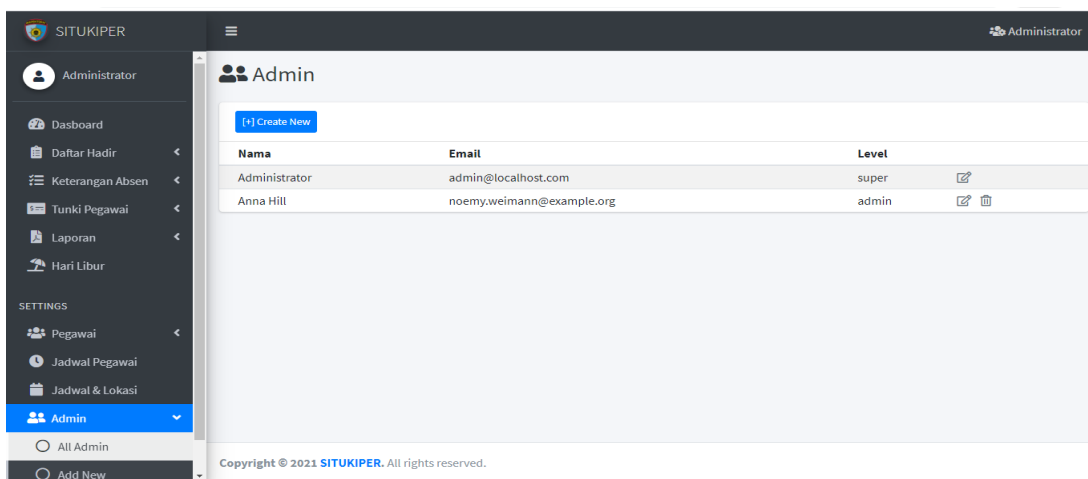 SITUKIPER
Administrator
Administrator
Dasboard
Daftar Hadir
Keterangan Absen
Tunki Pegawai
Laporan
Hari Libur
SETTINGS
Pegawai
Jadwal Pegawai
Jadwal & Lokasi
Admin
All Admin
Add New
Admin
[+] Create New
Nama Email Level
Administrator admin@localhost.com super
Anna Hill noemy.weimann@example.org admin
Copyright © 2021 SITUKIPER. All rights reserved.